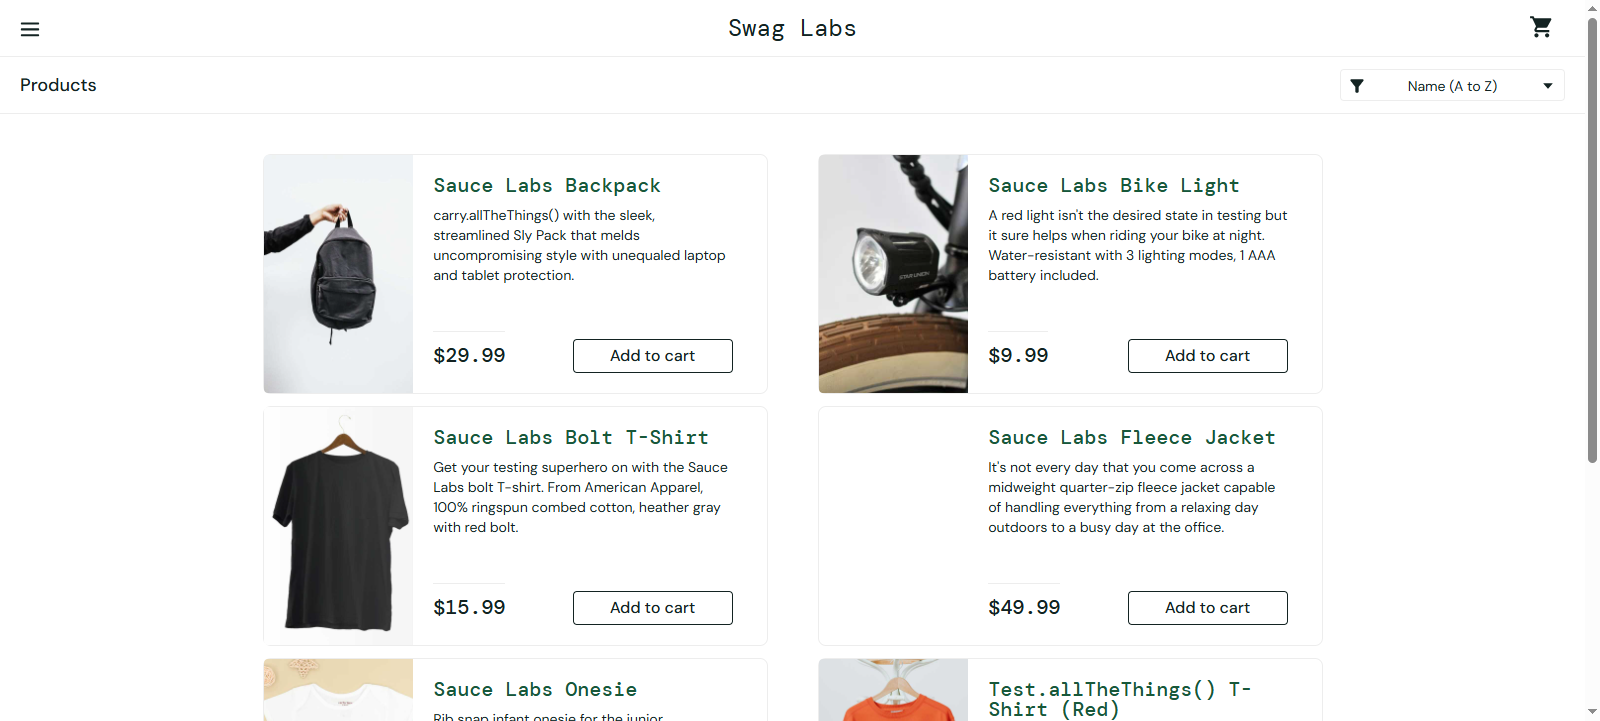 Swag Labs
Products
Name (A to Z)
Sauce Labs Backpack
carry.allTheThings() with the sleek,
streamlined Sly Pack that melds
uncompromising style with unequaled laptop
and tablet protection.
$29.99
Add to cart
Sauce Labs Bike Light
A red light isn't the desired state in testing but
it sure helps when riding your bike at night.
Water-resistant with 3 lighting modes, 1 AAA
battery included.
$9.99
Add to cart
Sauce Labs Bolt T-Shirt
Get your testing superhero on with the Sauce
Labs bolt T-shirt. From American Apparel,
100% ringspun combed cotton, heather gray
with red bolt.
$15.99
Add to cart
Sauce Labs Fleece Jacket
It's not every day that you come across a
midweight quarter-zip fleece jacket capable
of handling everything from a relaxing day
outdoors to a busy day at the office.
$49.99
Add to cart
Sauce Labs Onesie
Rib snap infant onesie for the junior
Test.allTheThings() T-
Shirt (Red)